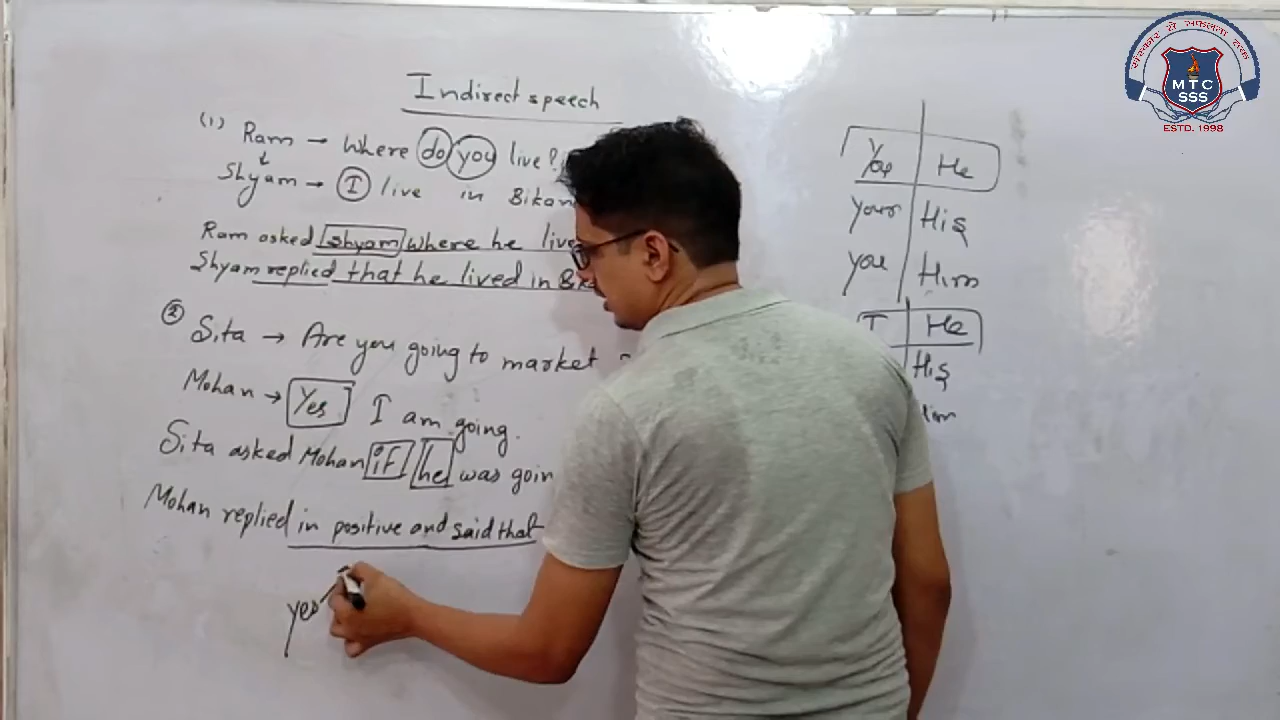 Indirect speech
(1) Ram → Where do you live?
Shyam → I live in Bikan
Ram asked Shyam where he live
Shyam replied that he lived in Bik
② Sita → Are you going to market
Mohan → Yes I am going.
Sita asked Mohan if he was goin
Mohan replied in positive and said that
yes
You He
your His
you Him
I He
His
संस्कार से सफलता तक
MTC
SSS
ESTD. 1998